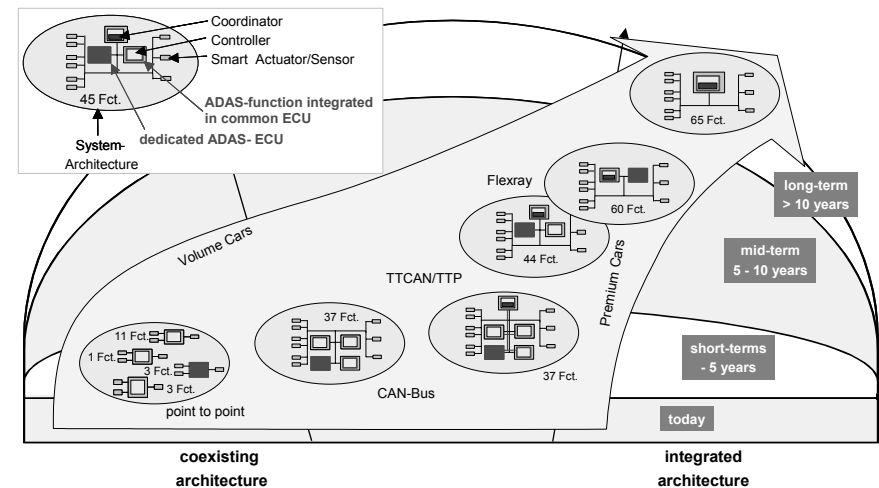 Coordinator
Controller
Smart Actuator/Sensor
45 Fct.
ADAS-function integrated
in common ECU
dedicated ADAS- ECU
System-
Architecture
65 Fct.
Flexray
60 Fct.
long-term
> 10 years
Volume Cars
44 Fct.
mid-term
5 - 10 years
TTCAN/TTP
Premium Cars
37 Fct.
11 Fct.
1 Fct.
3 Fct.
3 Fct.
short-terms
- 5 years
37 Fct.
CAN-Bus
point to point
today
coexisting
architecture
integrated
architecture